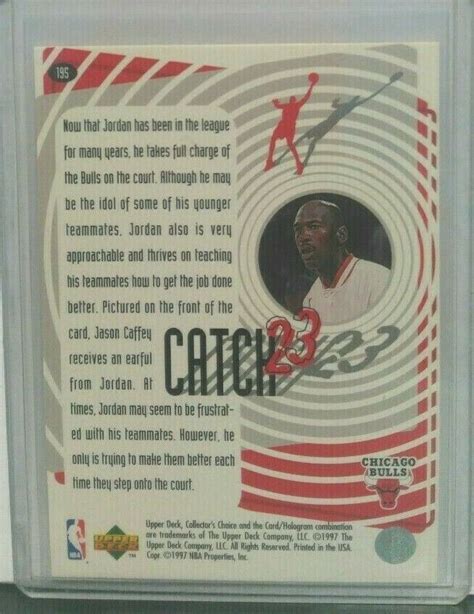 195
Now that Jordan has been in the league
for many years, he takes full charge of
the Bulls on the court. Although he may
be the idol of some of his younger
teammates, Jordan also is very
approachable and thrives on teaching
his teammates how to get the job done
better. Pictured on the front of the
card, Jason Caffey
receives an earful
from Jordan. At
times, Jordan may seem to be frustrat-
ed with his teammates. However, he
only is trying to make them better each
time they step onto the court.
CATCH 23 23
CHICAGO
BULLS
NBA
UPPER
DECK
TM
Upper Deck, Collector's Choice and the Card/Hologram combination
are trademarks of The Upper Deck Company, LLC. ©1997 The
Upper Deck Company, LLC. All Rights Reserved. Printed in the USA.
Copr. ©1997 NBA Properties, Inc.